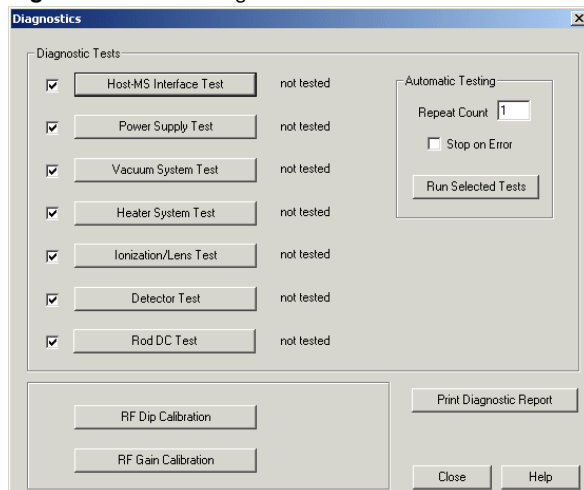 Diagnostics
Diagnostic Tests
Host-MS Interface Test not tested
Power Supply Test not tested
Vacuum System Test not tested
Heater System Test not tested
Ionization/Lens Test not tested
Detector Test not tested
Rod DC Test not tested
Automatic Testing
Repeat Count 1
Stop on Error
Run Selected Tests
RF Dip Calibration
RF Gain Calibration
Print Diagnostic Report
Close Help